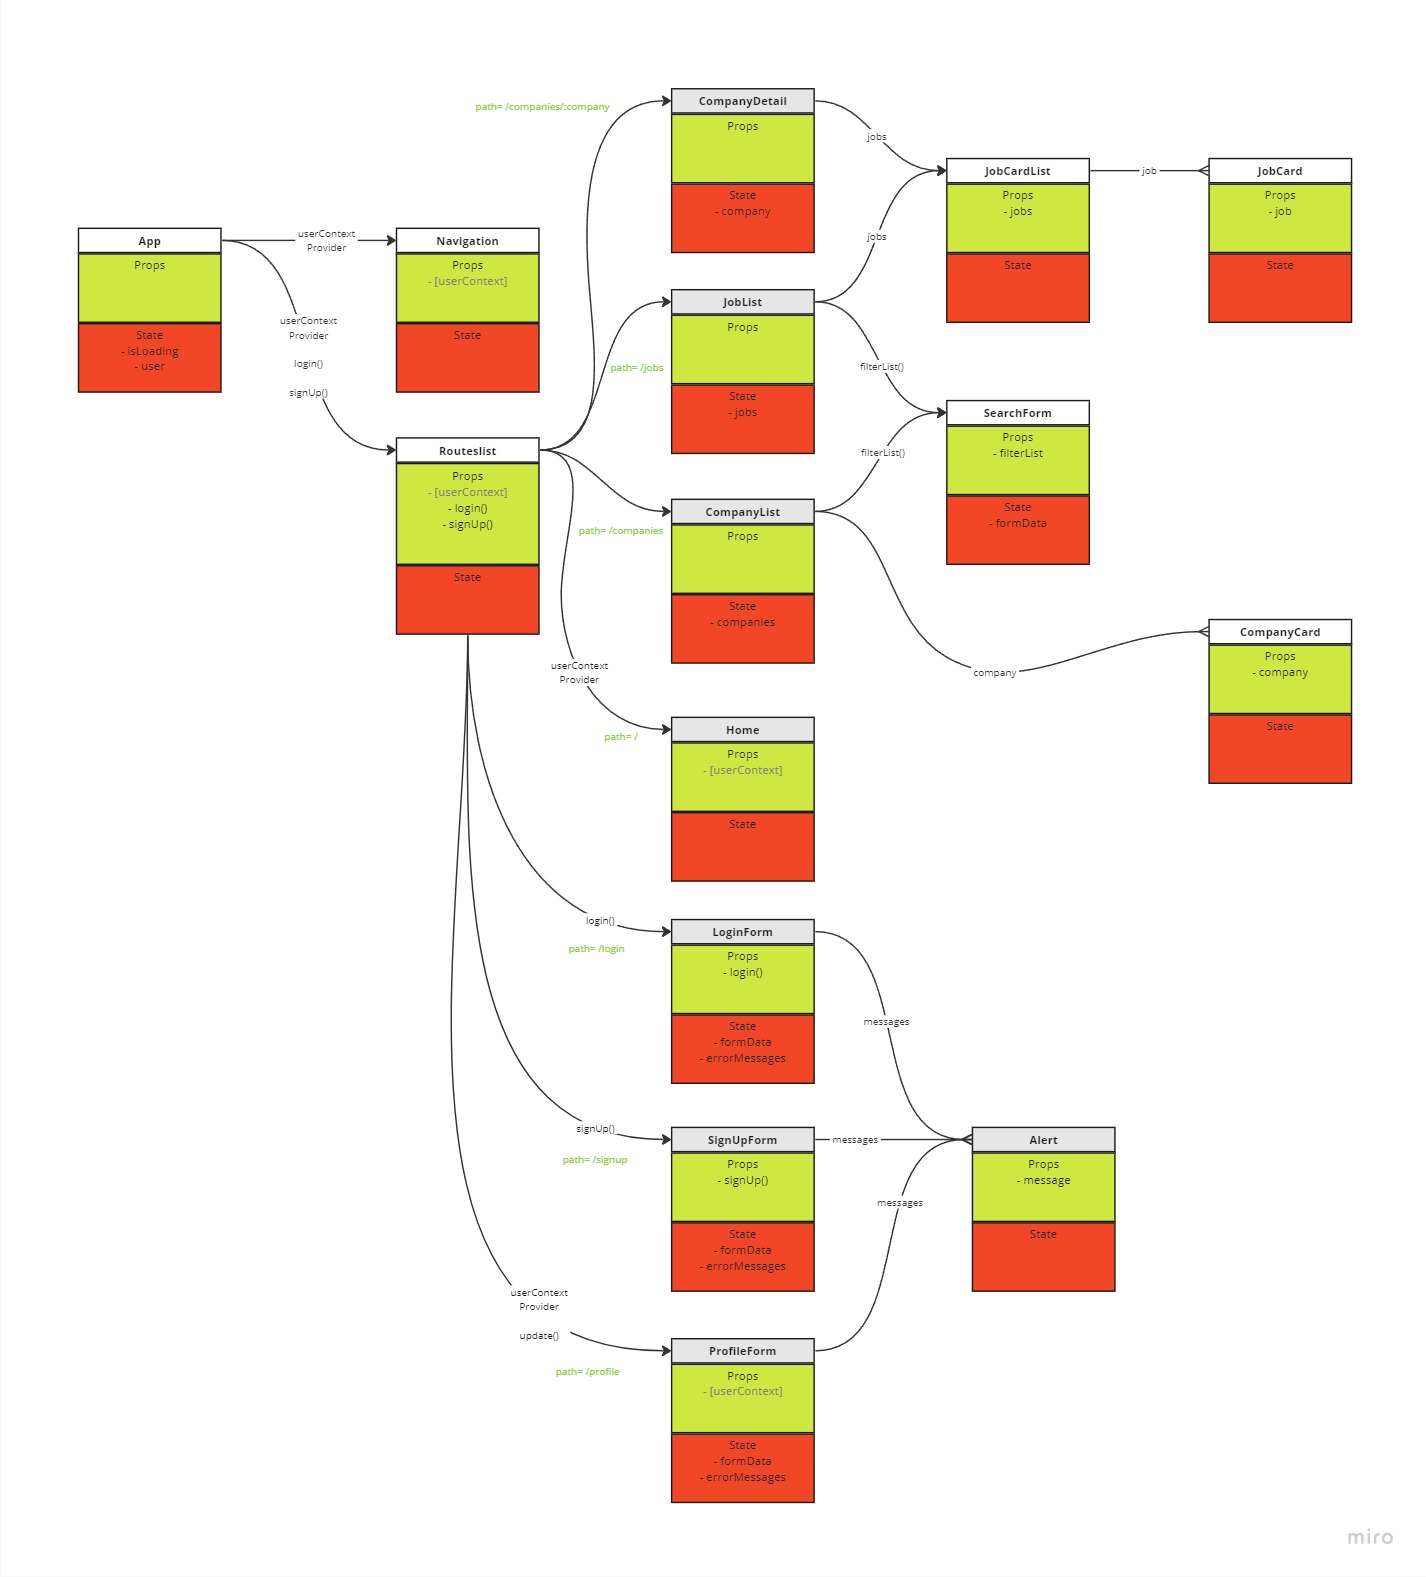 path= /companies/:company
CompanyDetail
Props
State
- company
jobs
JobCardList
Props
- jobs
State
job
JobCard
Props
- job
State
App
Props
State
- isLoading
- user
userContext
Provider
Navigation
Props
- [userContext]
State
userContext
Provider
login()
signUp()
jobs
JobList
Props
State
- jobs
path= /jobs
filterList()
SearchForm
Props
- filterList
State
- formData
filterList()
Routeslist
Props
- [userContext]
- login()
- signUp()
State
CompanyList
Props
State
- companies
path= /companies
company
CompanyCard
Props
- company
State
userContext
Provider
path= /
Home
Props
- [userContext]
State
login()
path= /login
LoginForm
Props
- login()
State
- formData
- errorMessages
messages
signUp()
path= /signup
SignUpForm
Props
- signUp()
State
- formData
- errorMessages
messages
Alert
Props
- message
State
messages
userContext
Provider
update()
path= /profile
ProfileForm
Props
- [userContext]
State
- formData
- errorMessages
miro